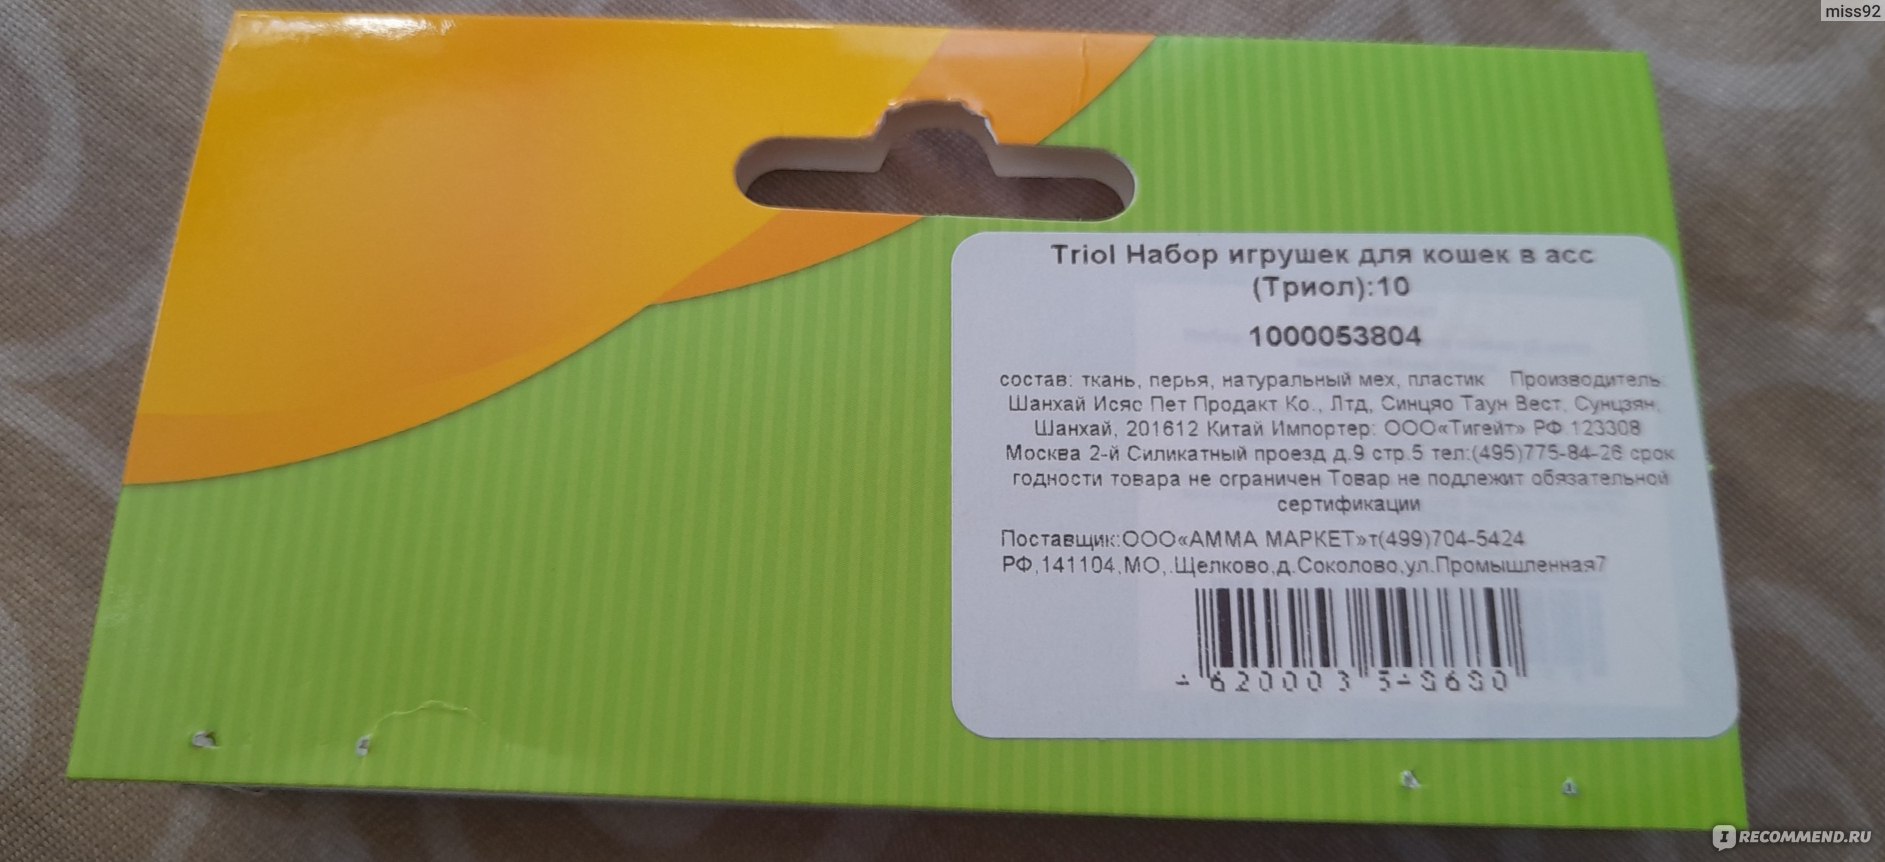 miss92
Triol Набор игрушек для кошек в асс
(Триол):10
1000053804
состав: ткань, перья, натуральный мех, пластик Производитель:
Шанхай Исяс Пет Продакт Ко., Лтд, Синцяо Таун Вест, Сунцзян,
Шанхай, 201612 Китай Импортер: ООО«Тигейт» РФ 123308
Москва 2-й Силикатный проезд д.9 стр.5 тел:(495)775-84-26 срок
годности товара не ограничен Товар не подлежит обязательной
сертификации
Поставщик:ООО«АММА МАРКЕТ»т(499)704-5424
РФ,141104,МО,.Щелково,д.Соколово,ул.Промышленная7
IRECOMMEND.RU